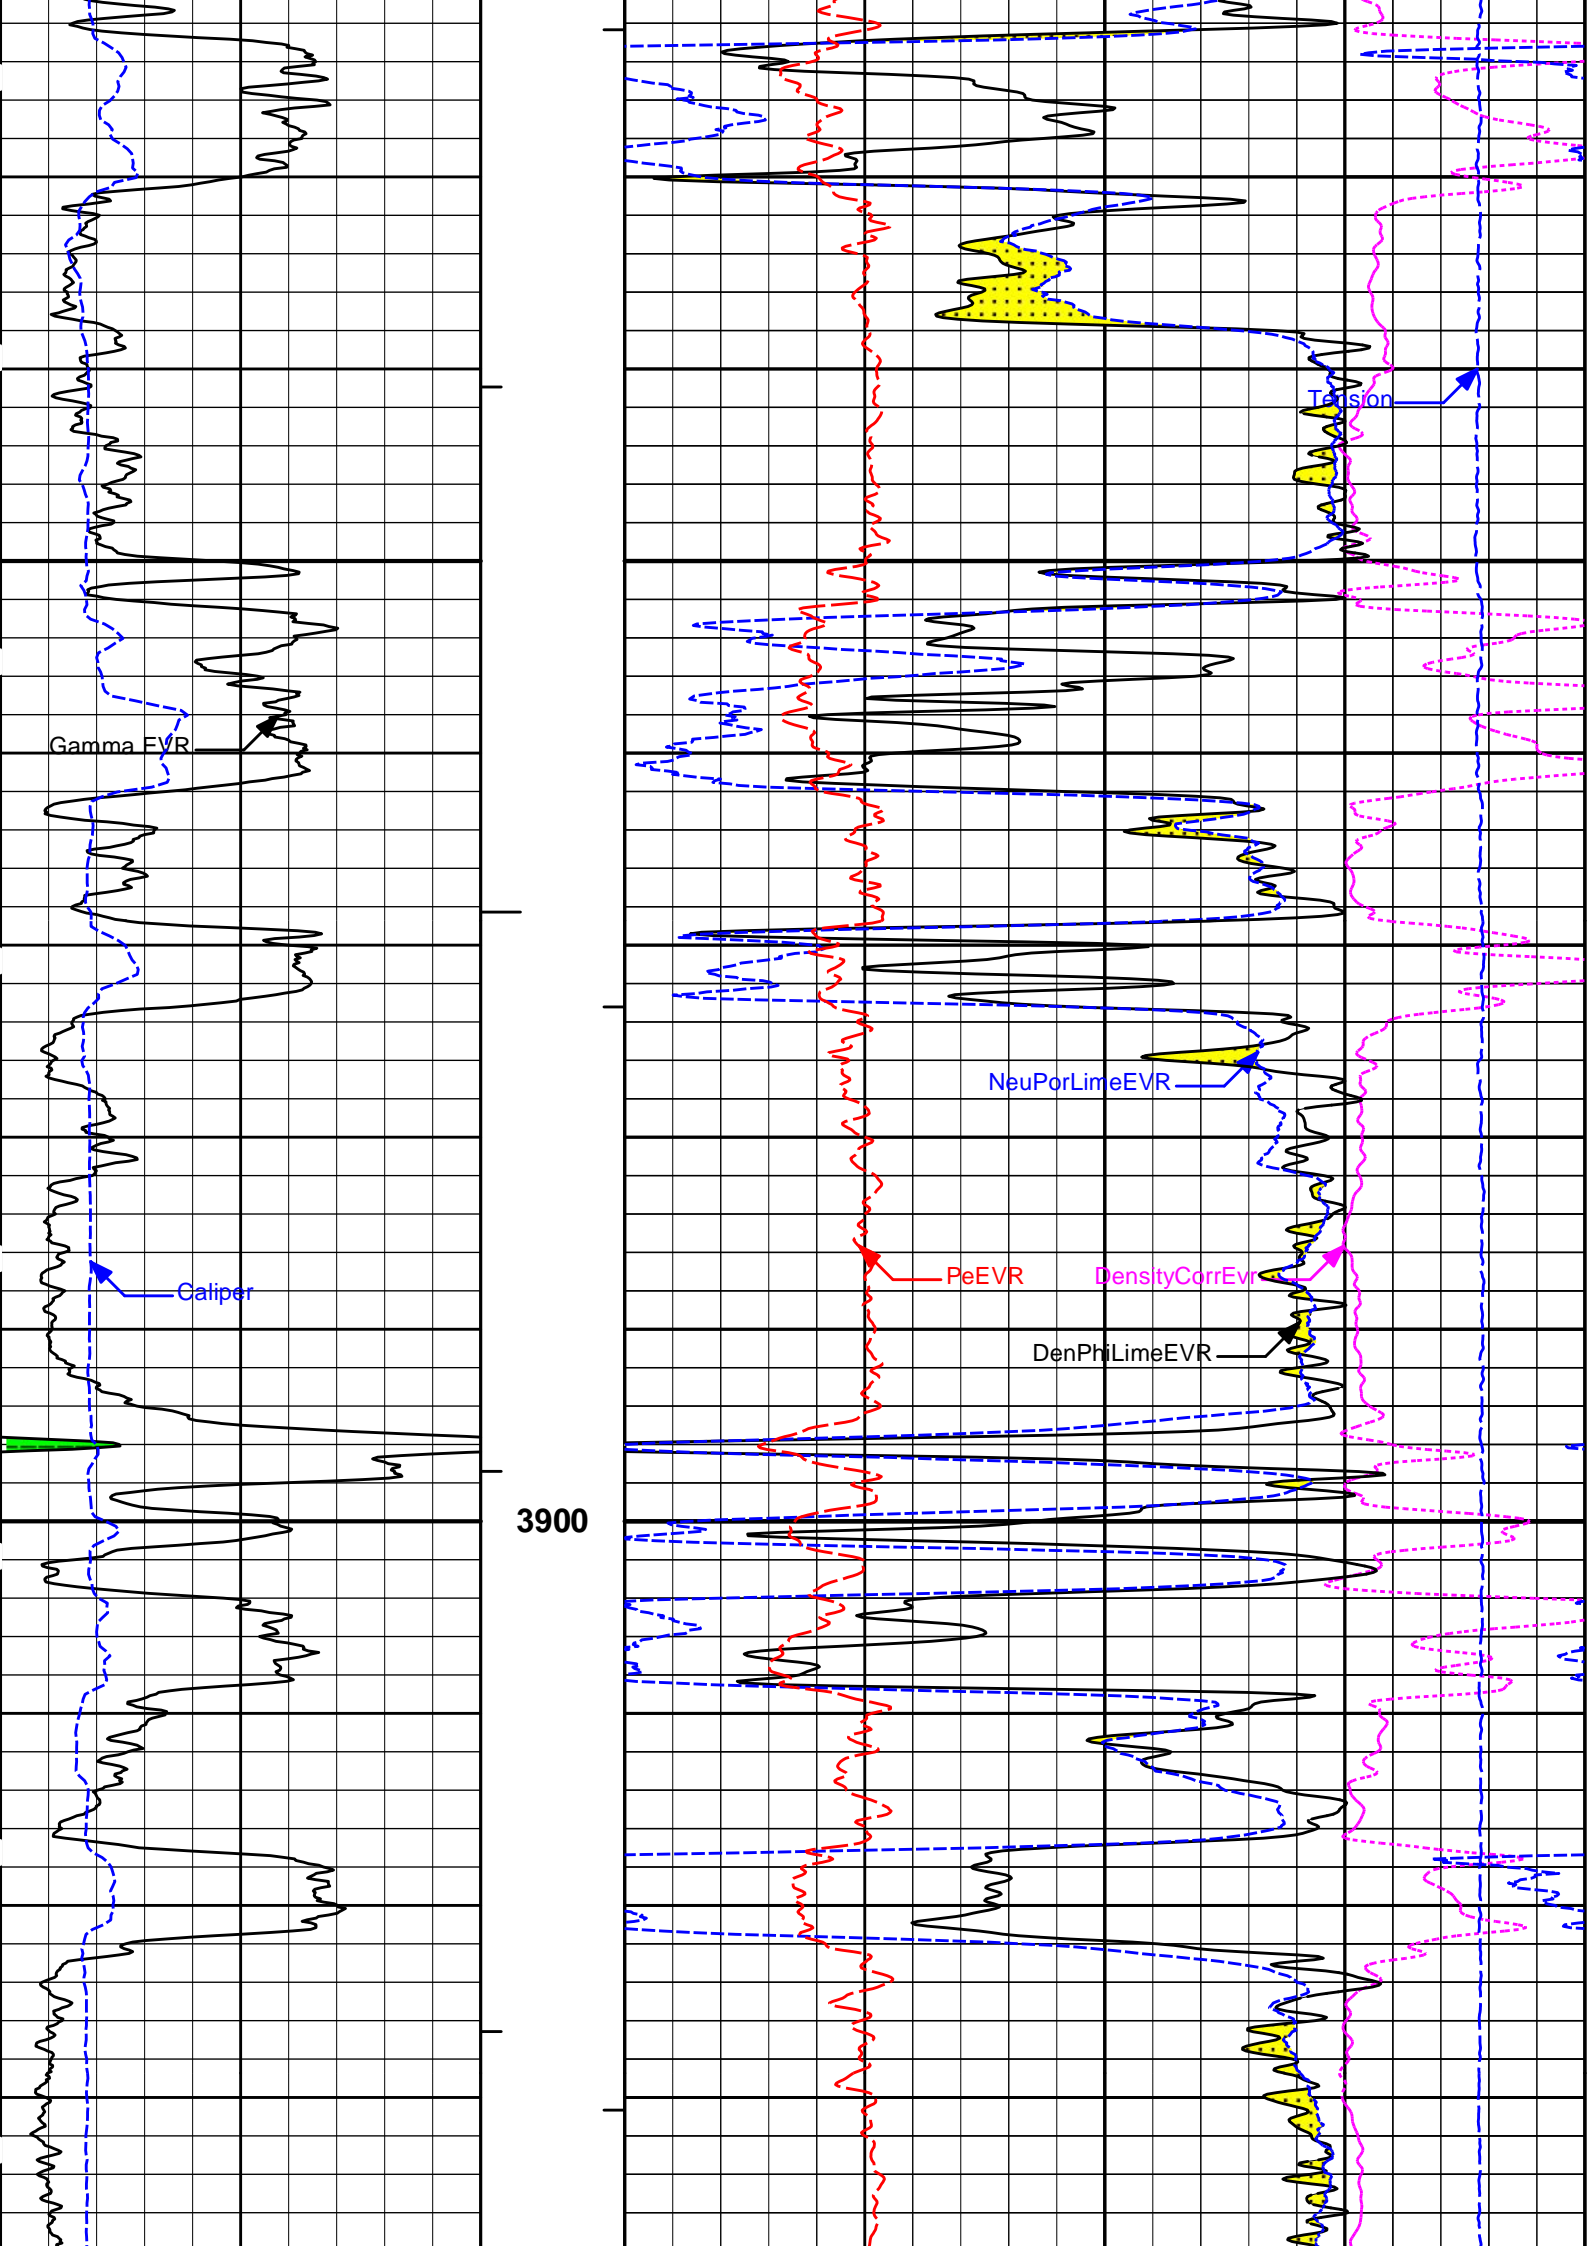 Tension
Gamma EVR
NeuPorLimeEVR
PeEVR
DensityCorrEvr
Caliper
DenPhiLimeEVR
3900